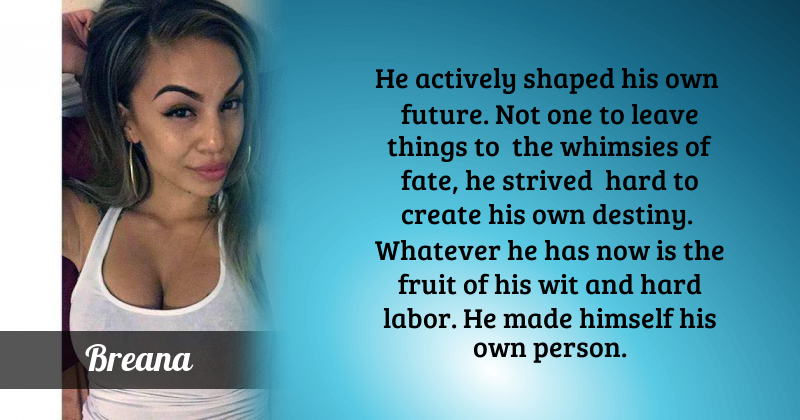 He actively shaped his own
future. Not one to leave
things to the whimsies of
fate, he strived hard to
create his own destiny.
Whatever he has now is the
fruit of his wit and hard
labor. He made himself his
own person.
Breana